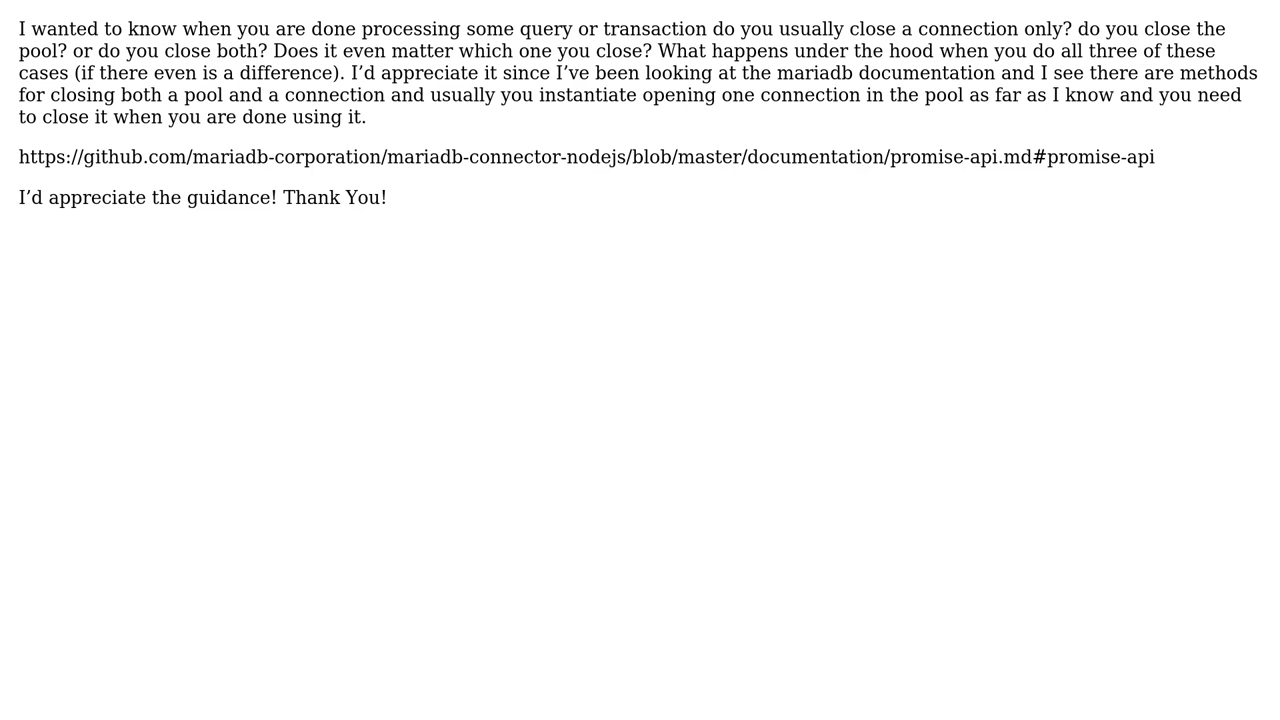 I wanted to know when you are done processing some query or transaction do you usually close a connection only? do you close the
pool? or do you close both? Does it even matter which one you close? What happens under the hood when you do all three of these
cases (if there even is a difference). I’d appreciate it since I’ve been looking at the mariadb documentation and I see there are methods
for closing both a pool and a connection and usually you instantiate opening one connection in the pool as far as I know and you need
to close it when you are done using it.
https://github.com/mariadb-corporation/mariadb-connector-nodejs/blob/master/documentation/promise-api.md#promise-api
I’d appreciate the guidance! Thank You!